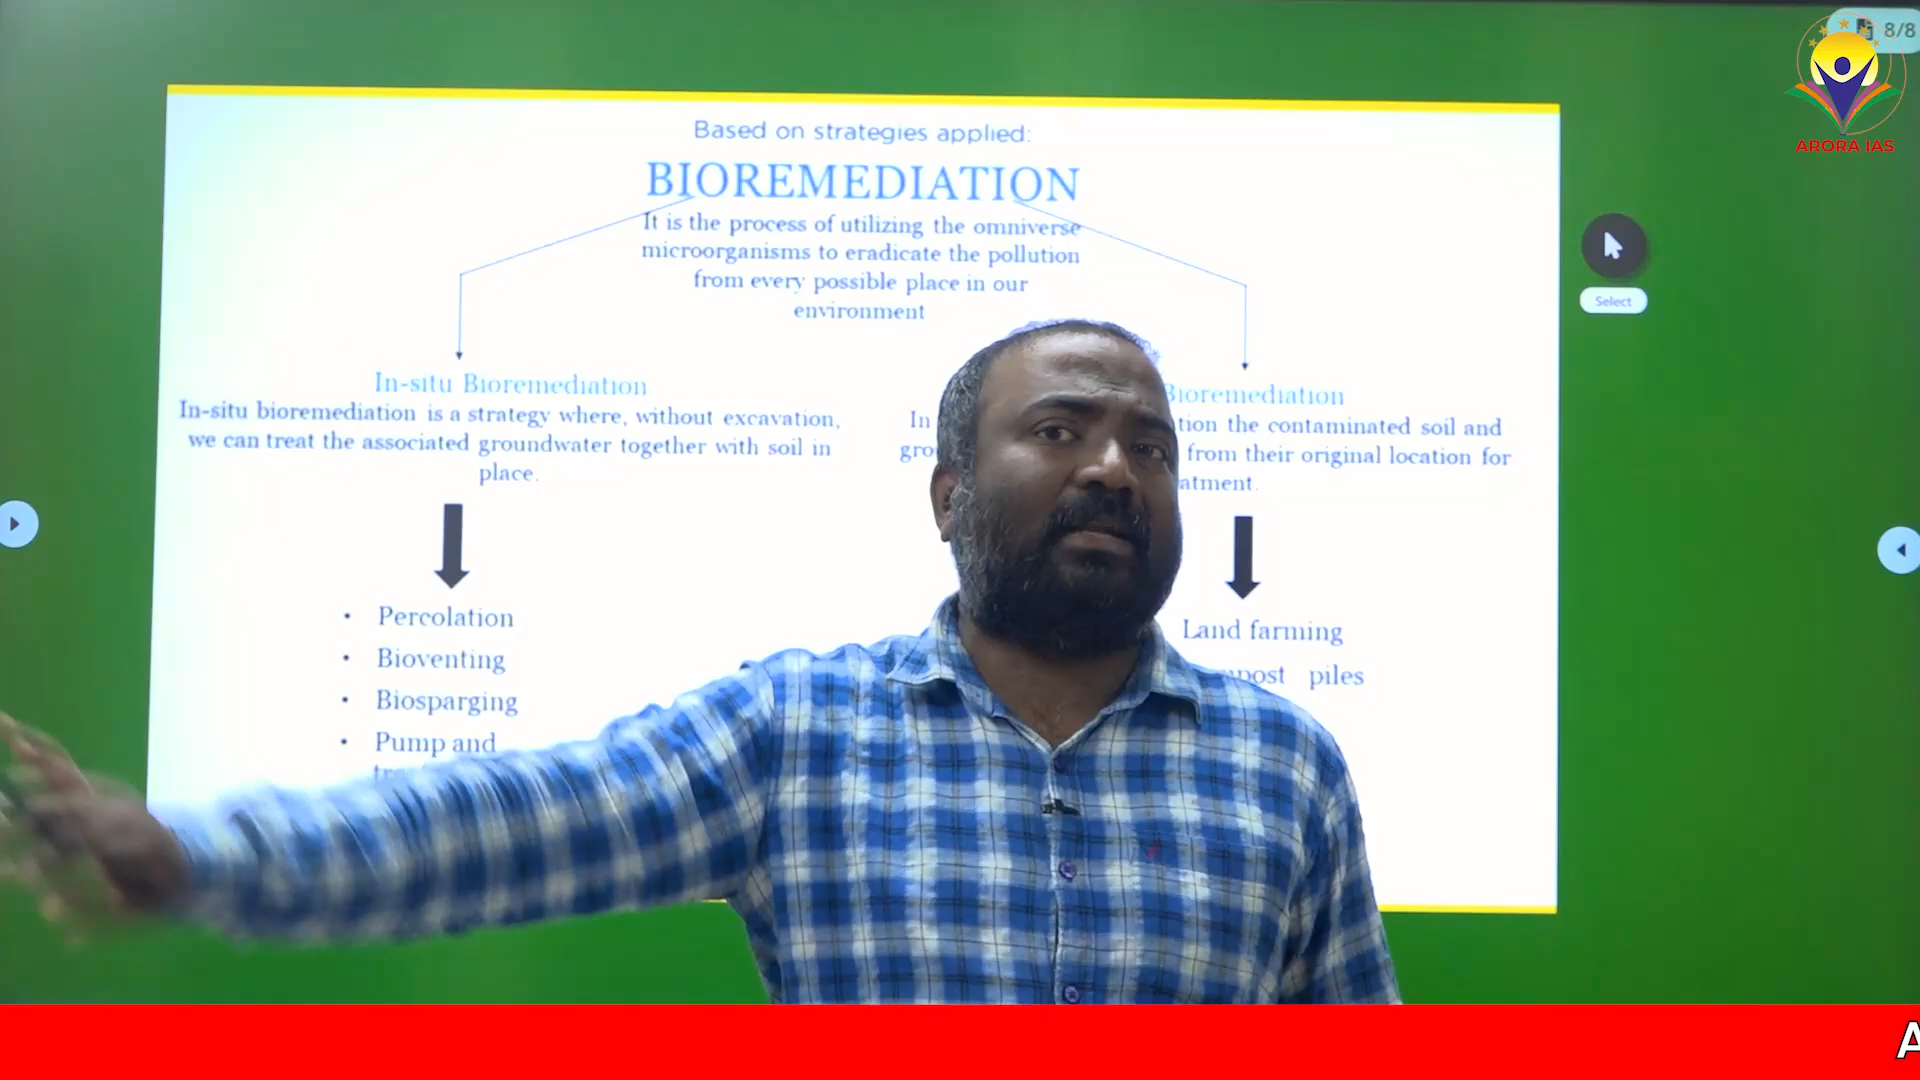 8/8
ARORA IAS
Based on strategies applied:
BIOREMEDIATION
It is the process of utilizing the omniverse
microorganisms to eradicate the pollution
from every possible place in our
environment
Select
In-situ Bioremediation
In-situ bioremediation is a strategy where, without excavation,
we can treat the associated groundwater together with soil in
place.
• Percolation
• Bioventing
• Biosparging
• Pump and
Bioremediation
In
the contaminated soil and
from their original location for
Land farming
piles
A